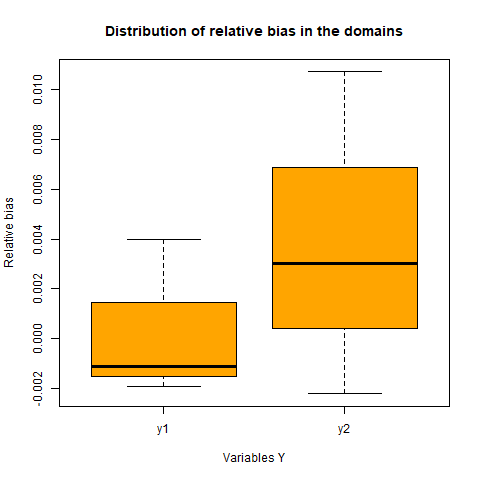 Distribution of relative bias in the domains
Relative bias
0.010
0.008
0.006
0.004
0.002
0.000
-0.002
y1 y2
Variables Y